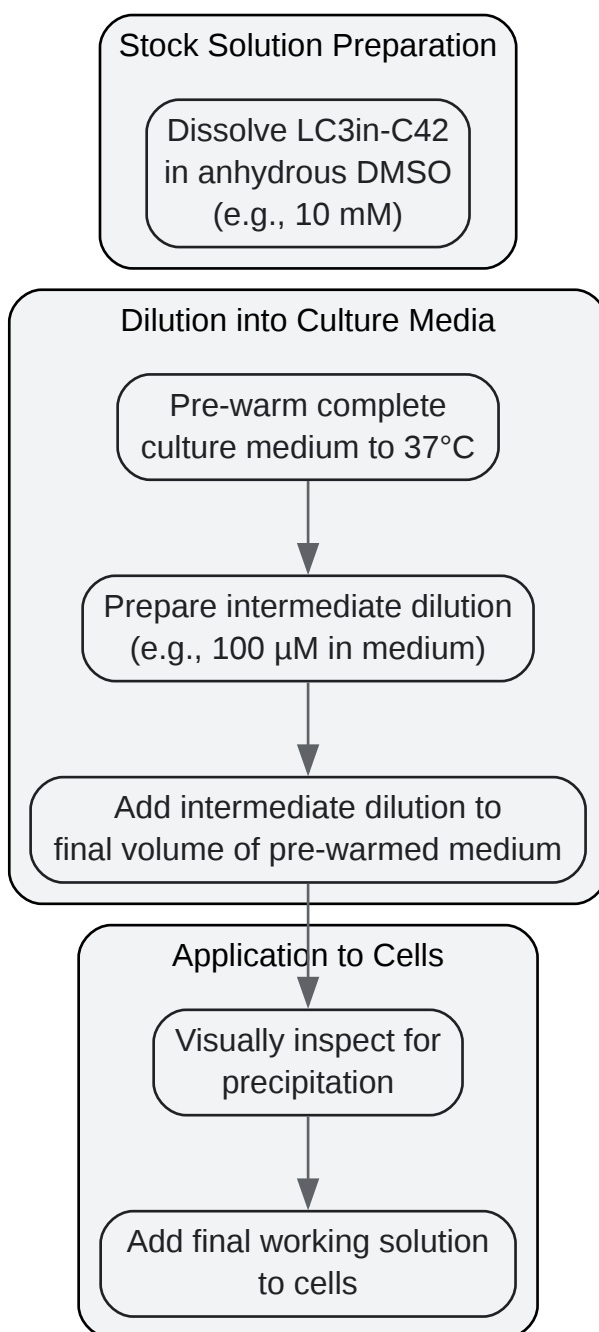 Stock Solution Preparation
Dissolve LC3in-C42
in anhydrous DMSO
(e.g., 10 mM)
Dilution into Culture Media
Pre-warm complete
culture medium to 37°C
Prepare intermediate dilution
(e.g., 100 µM in medium)
Add intermediate dilution to
final volume of pre-warmed medium
Application to Cells
Visually inspect for
precipitation
Add final working solution
to cells